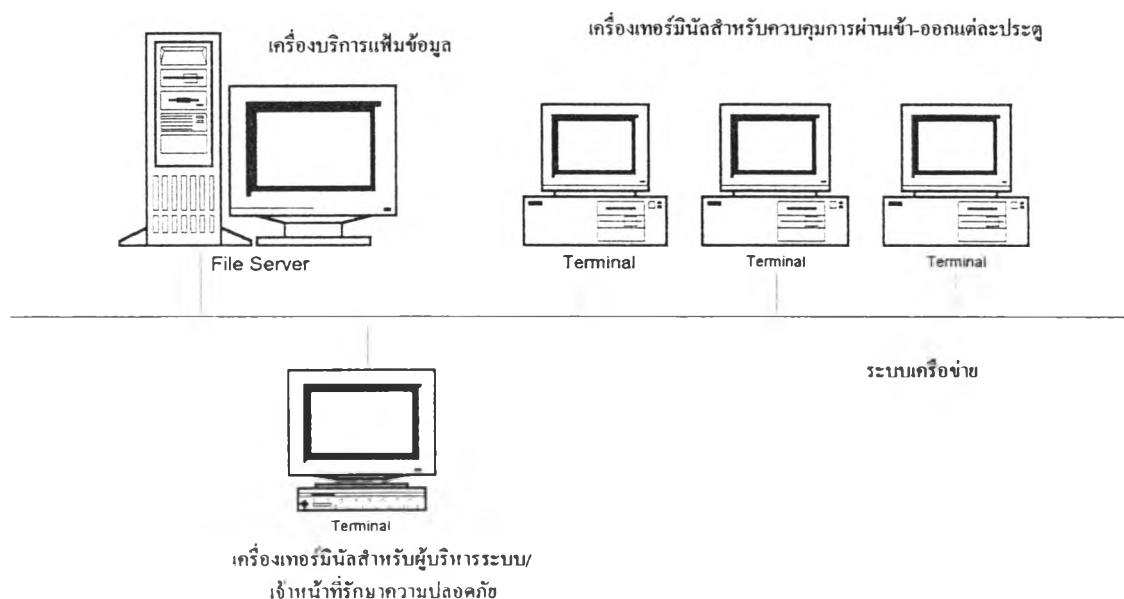 เครื่องบริการแฟ้มข้อมูล
เครื่องเทอร์มินัลสำหรับควบคุมการผ่านเข้า-ออกแต่ละประตู
File Server
Terminal
Terminal
Terminal
ระบบเครือข่าย
Terminal
เครื่องเทอร์มินัลสำหรับผู้บริหารระบบ/
เจ้าหน้าที่รักษาความปลอดภัย